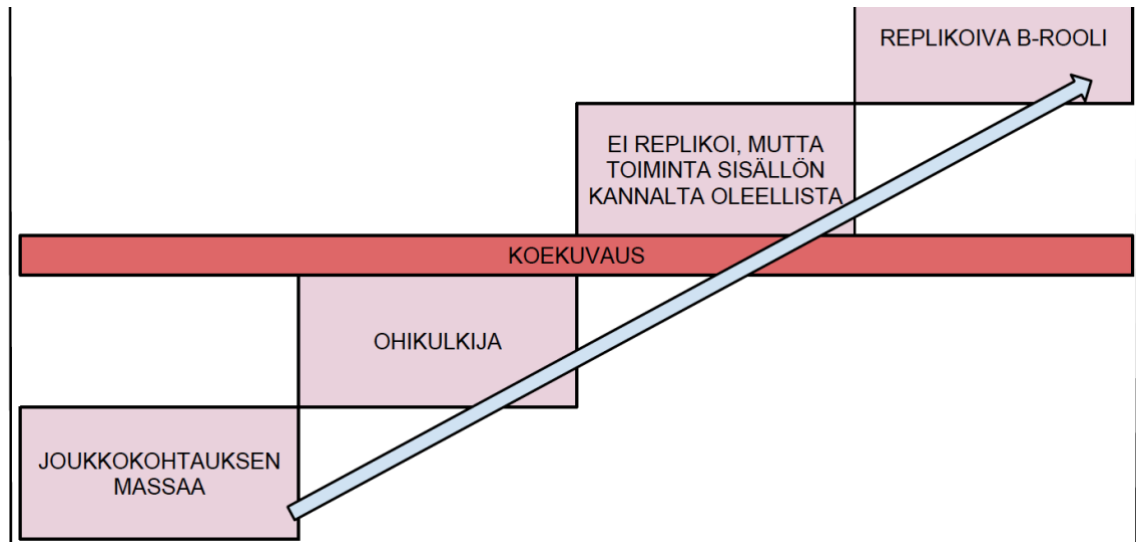 REPLIKOIVA B-ROOLI
EI REPLIKOI, MUTTA
TOIMINTA SISÄLLÖN
KANNALTA OLEELLISTA
KOEKUVAUS
OHIKULKIJA
JOUKKOKOHTAUKSEN
MASSAA